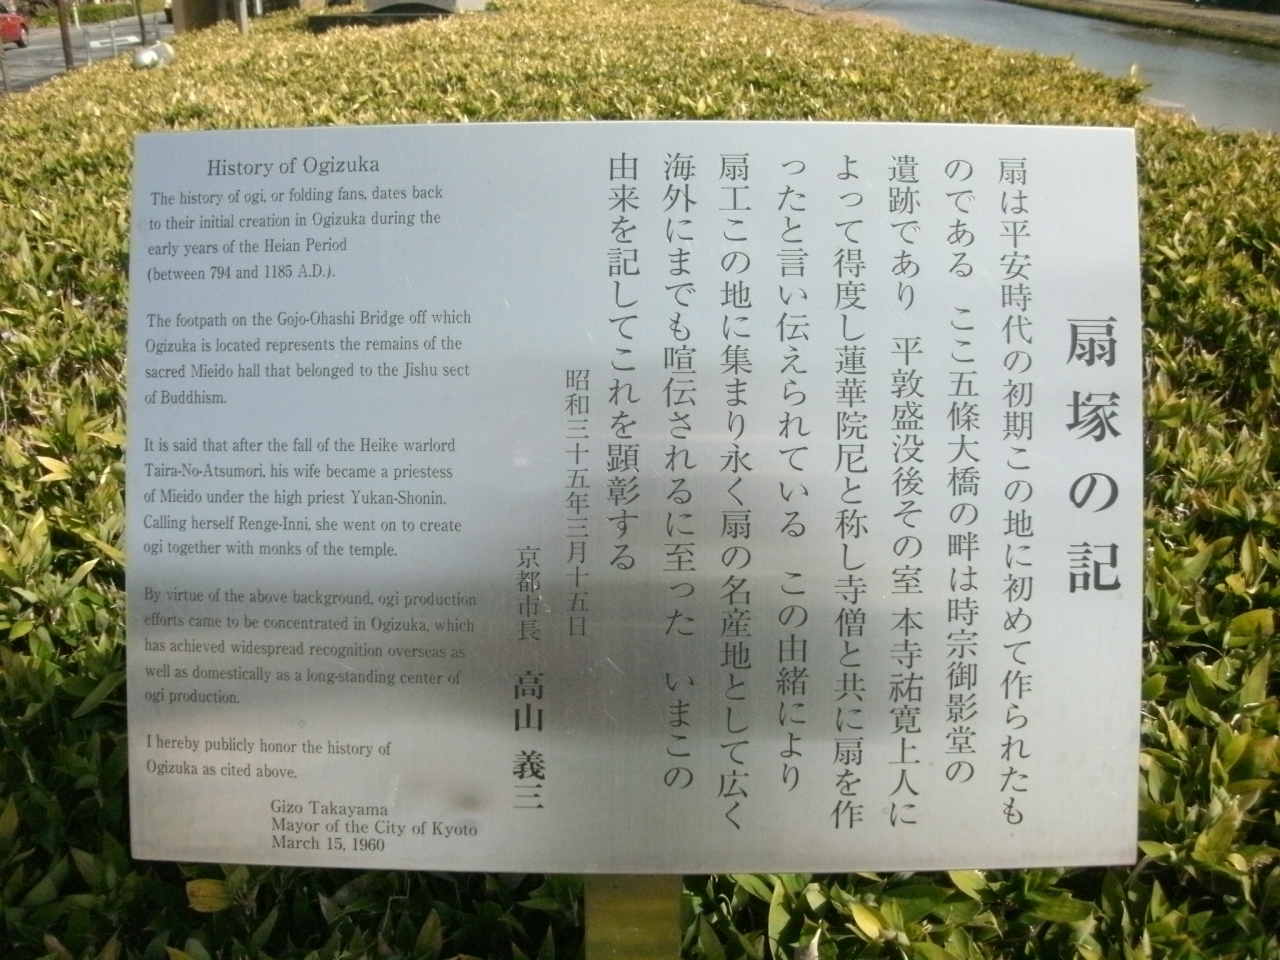 扇塚の記
扇は平安時代の初期この地に初めて作られたも
のである　ここ五條大橋の畔は時宗御影堂の
遺跡であり　平敦盛没後その室　本寺祐寛上人に
よって得度し蓮華院尼と称し寺僧と共に扇を作
ったと言い伝えられている　この由緒により
扇工この地に集まり永く扇の名産地として広く
海外にまでも喧伝されるに至った　いまこの
由来を記してこれを顕彰する
昭和三十五年三月十五日
京都市長　高山　義三
History of Ogizuka
The history of ogi, or folding fans, dates back
to their initial creation in Ogizuka during the
early years of the Heian Period
(between 794 and 1185 A.D.).
The footpath on the Gojo-Ohashi Bridge off which
Ogizuka is located represents the remains of the
sacred Mieido hall that belonged to the Jishu sect
of Buddhism.
It is said that after the fall of the Heike warlord
Taira-No-Atsumori, his wife became a priestess
of Mieido under the high priest Yukan-Shonin.
Calling herself Renge-Inni, she went on to create
ogi together with monks of the temple.
By virtue of the above background, ogi production
efforts came to be concentrated in Ogizuka, which
has achieved widespread recognition overseas as
well as domestically as a long-standing center of
ogi production.
I hereby publicly honor the history of
Ogizuka as cited above.
Gizo Takayama
Mayor of the City of Kyoto
March 15, 1960